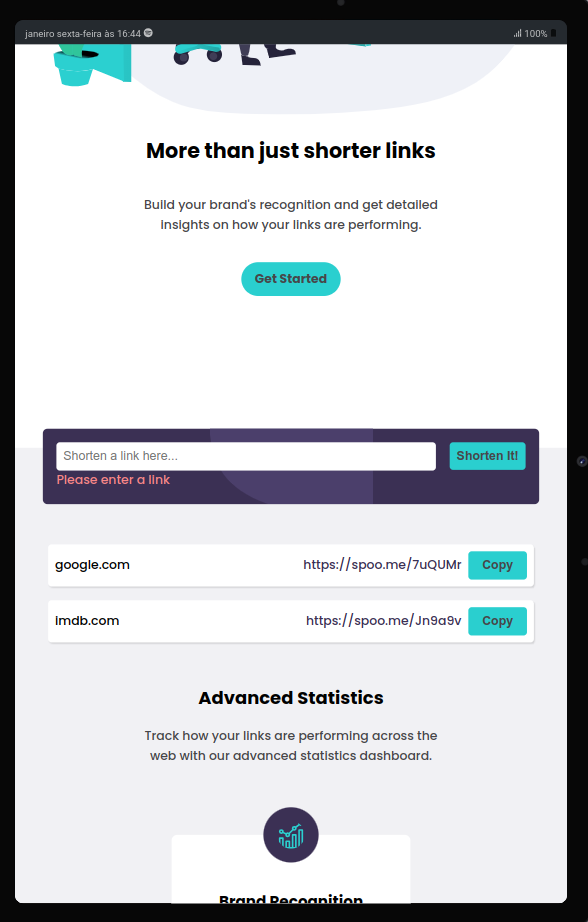 janeiro sexta-feira às 16:44
100%
More than just shorter links
Build your brand's recognition and get detailed
insights on how your links are performing.
Get Started
Shorten a link here...
Shorten It!
Please enter a link
google.com
https://spoo.me/7uQUMr
Copy
imdb.com
https://spoo.me/Jn9a9v
Copy
Advanced Statistics
Track how your links are performing across the
web with our advanced statistics dashboard.
Brand Recognition